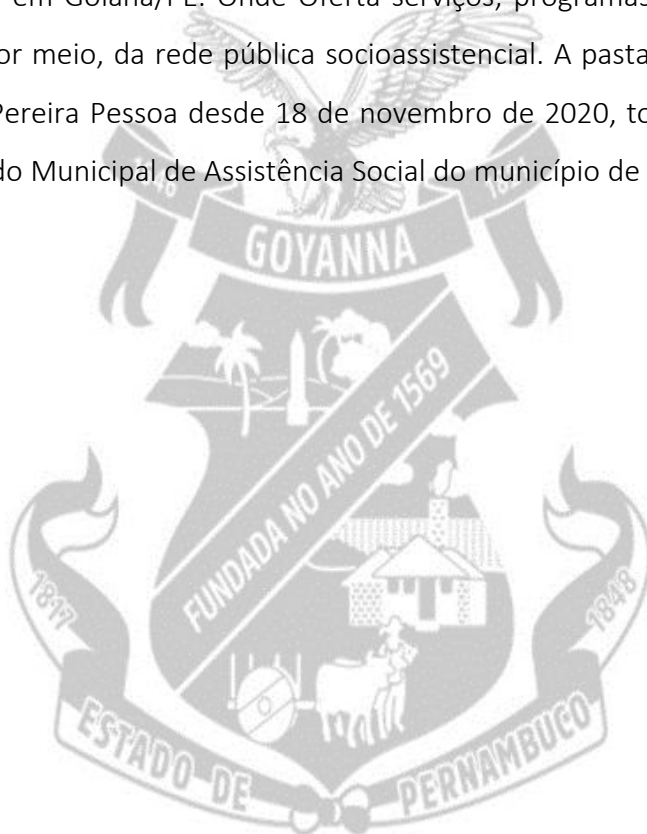 em Goiana/PE. Onde Oferta serviços, programas
or meio, da rede pública socioassistencial. A pasta
Pereira Pessoa desde 18 de novembro de 2020, to
do Municipal de Assistência Social do município de
GOYANNA
FUNDADA NO ANO DE 1569
1817
1848
ESTADO DE
PERNAMBUCO